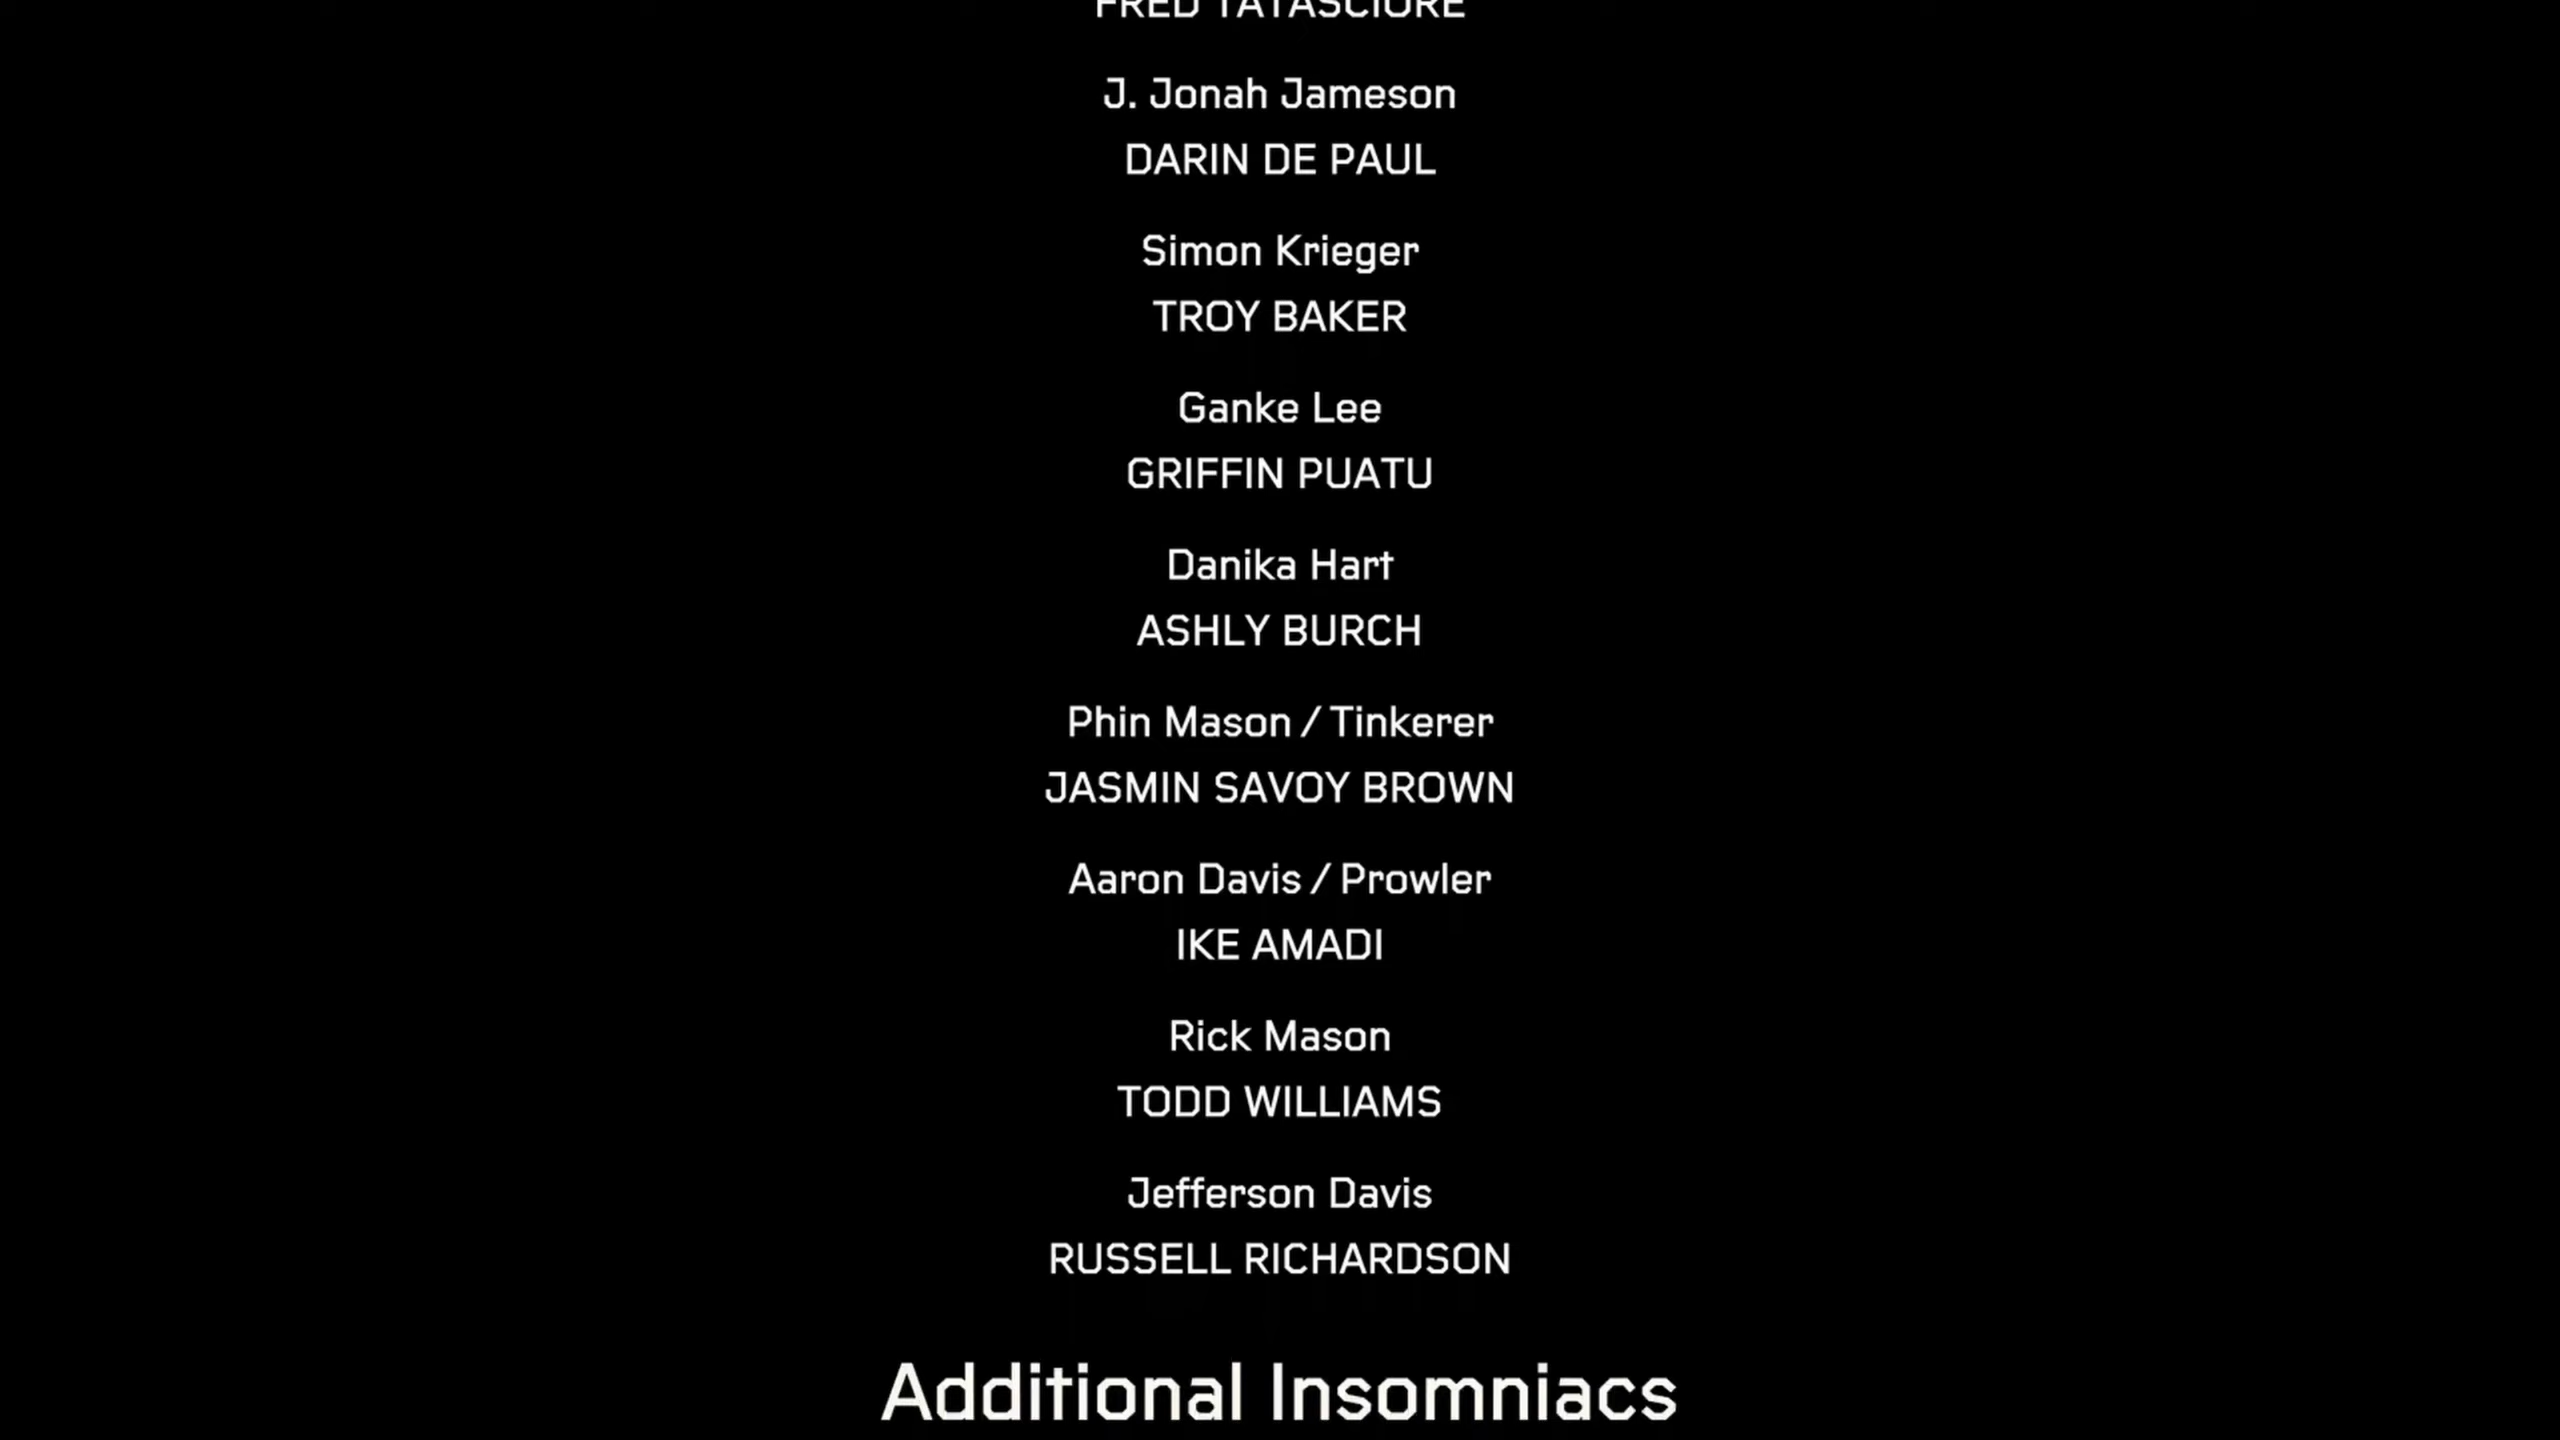 FRED TATASCIORE
J. Jonah Jameson
DARIN DE PAUL
Simon Krieger
TROY BAKER
Ganke Lee
GRIFFIN PUATU
Danika Hart
ASHLY BURCH
Phin Mason / Tinkerer
JASMIN SAVOY BROWN
Aaron Davis / Prowler
IKE AMADI
Rick Mason
TODD WILLIAMS
Jefferson Davis
RUSSELL RICHARDSON
Additional Insomniacs